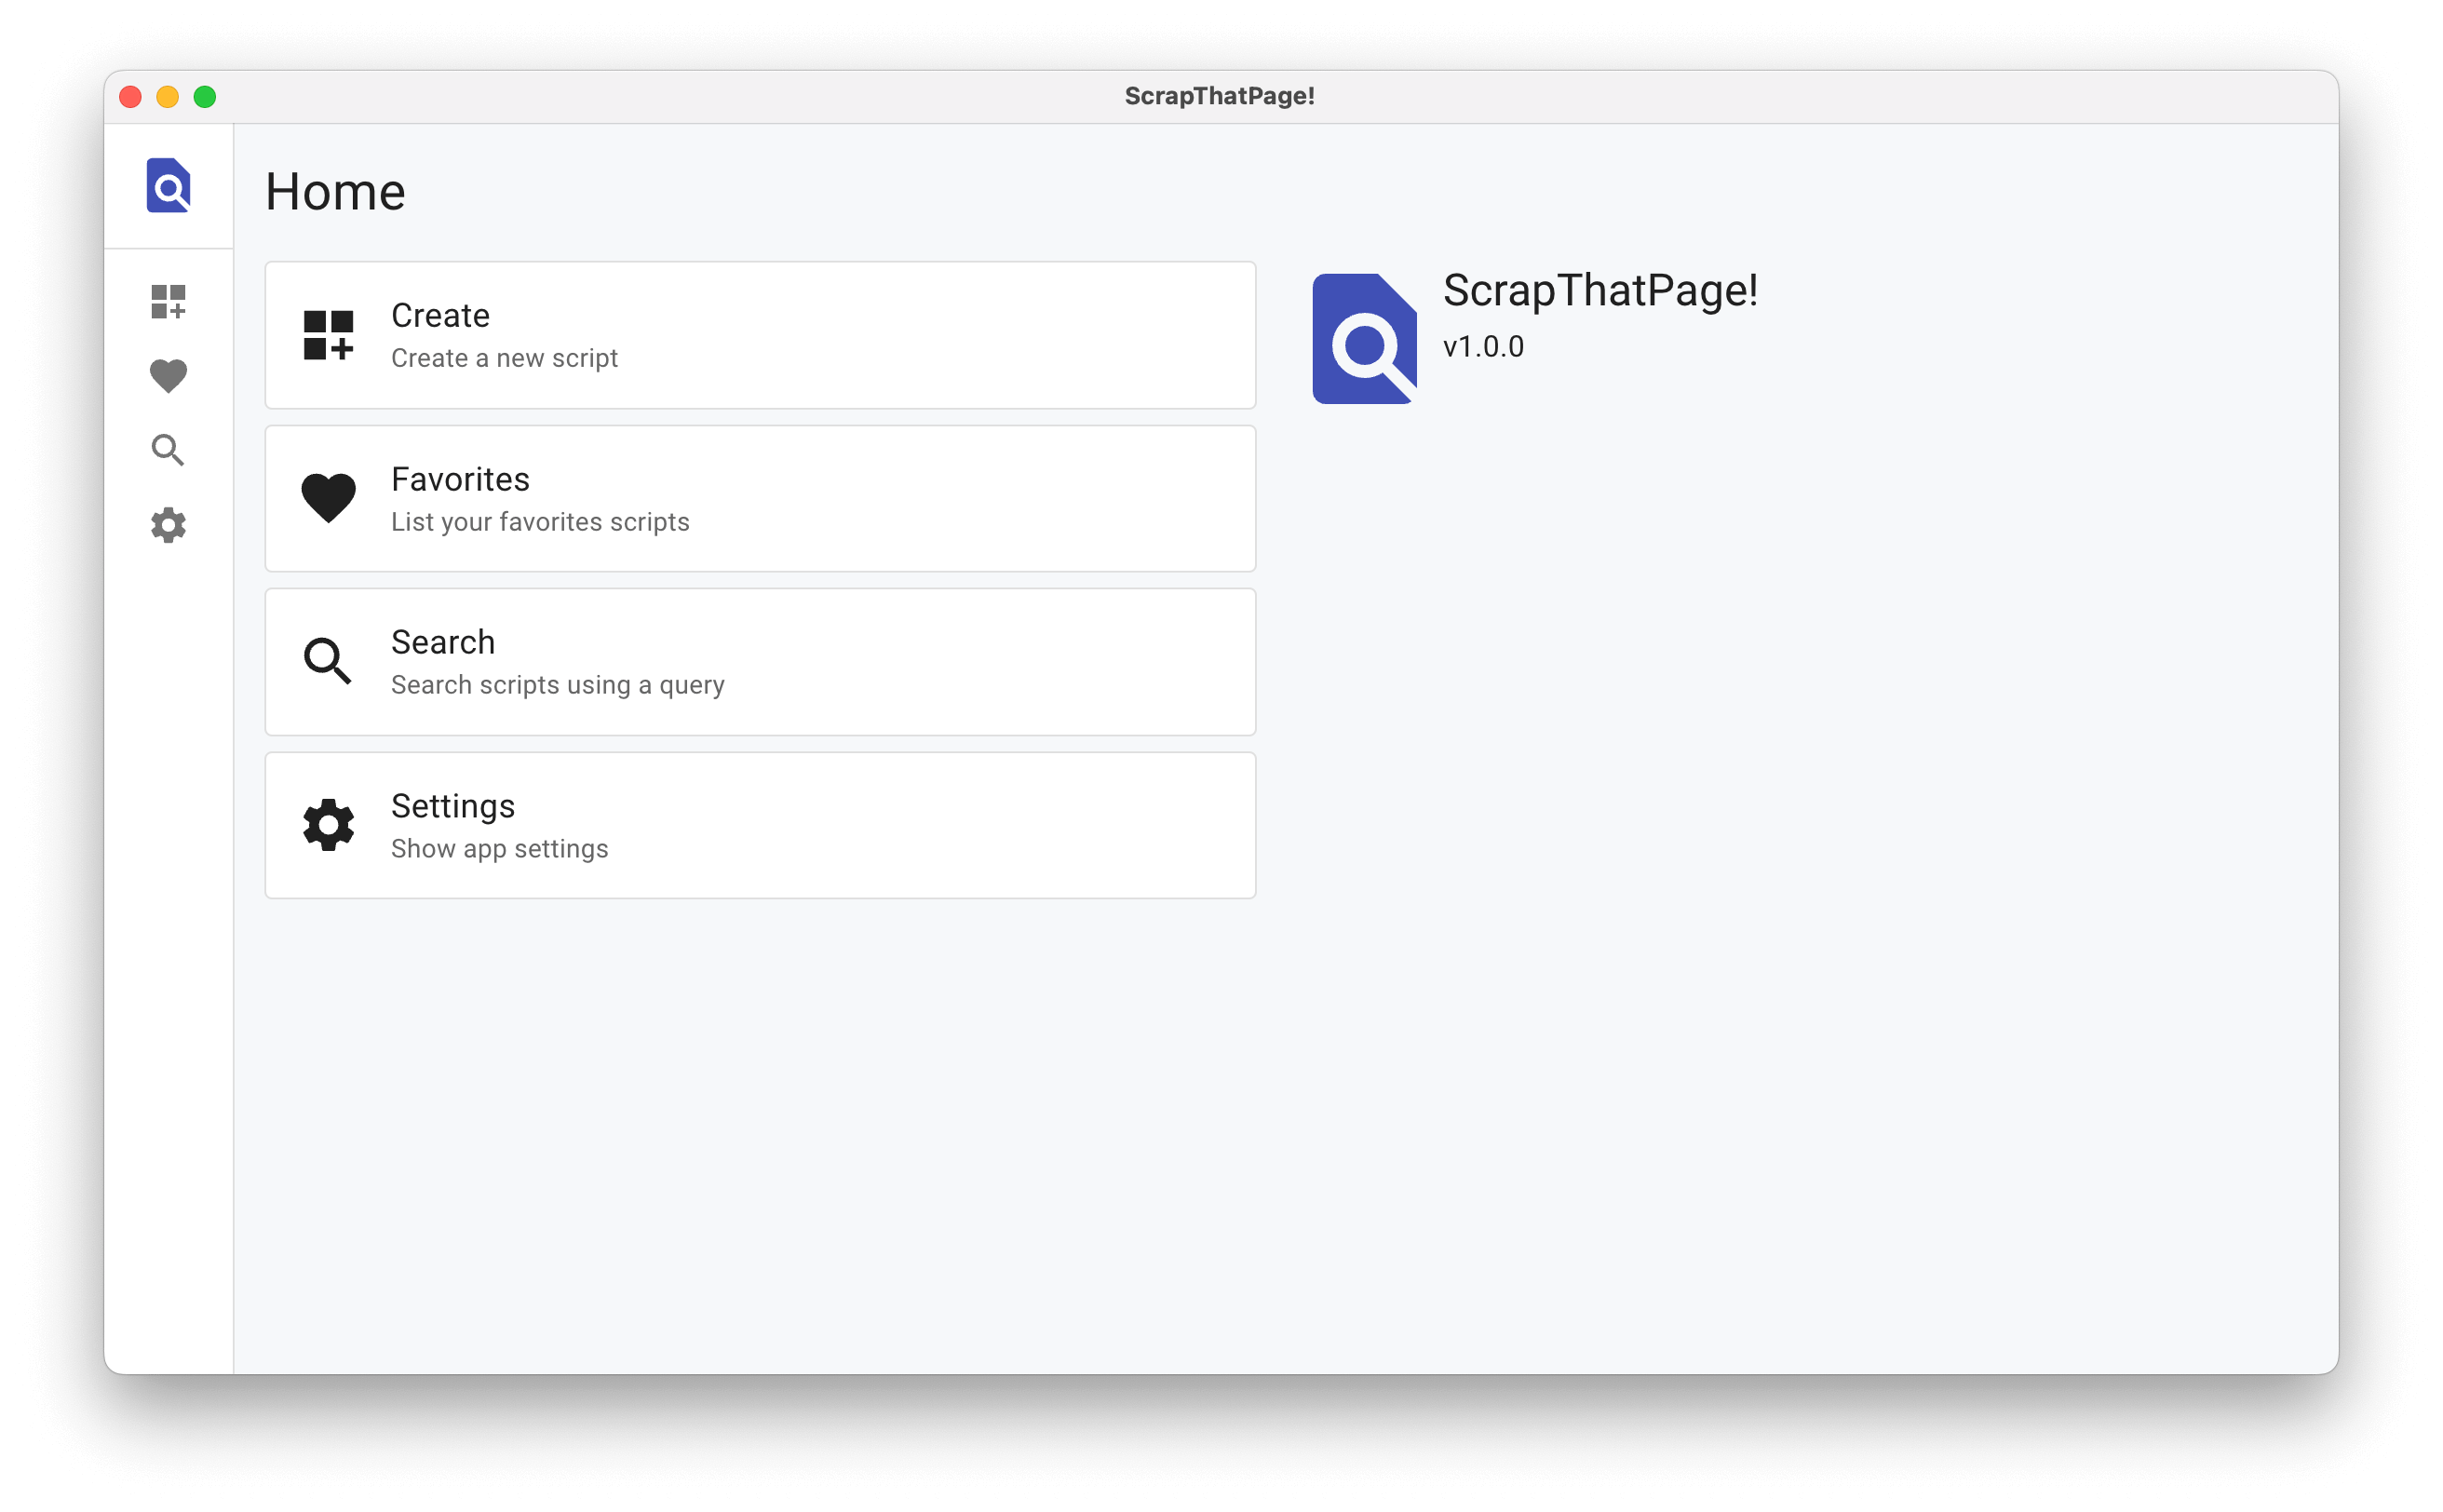 ScrapThatPage!
Home
Create
Create a new script
Favorites
List your favorites scripts
Search
Search scripts using a query
Settings
Show app settings
ScrapThatPage!
v1.0.0